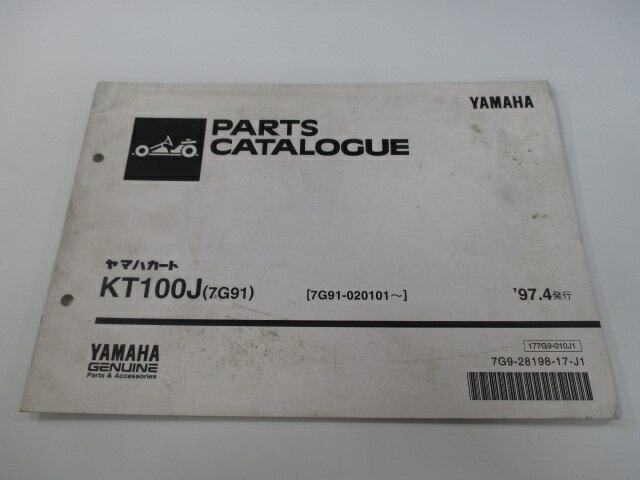 YAMAHA
PARTS
CATALOGUE
ヤマハカート
KT100J(7G91) [7G91-020101~] '97.4発行
177G9-010J1
7G9-28198-17-J1
YAMAHA
GENUINE
Parts & Accessories